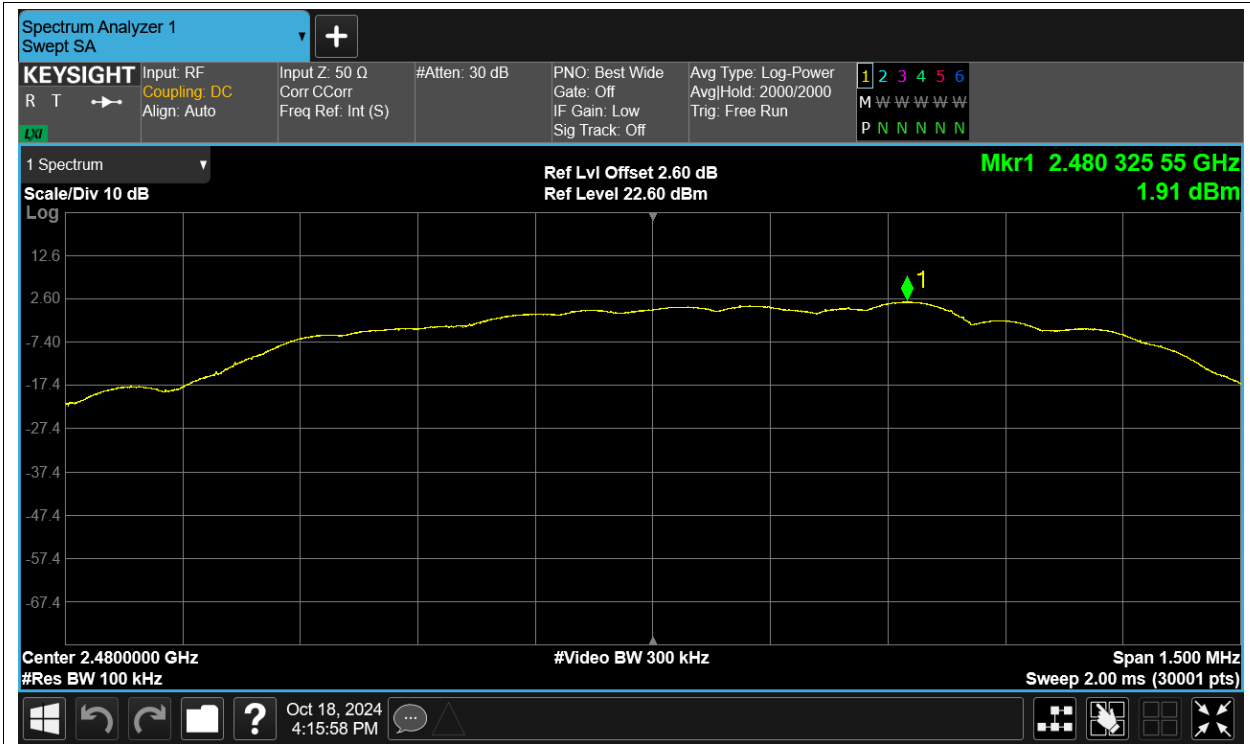 Spectrum Analyzer 1
Swept SA
KEYSIGHT
R T
LXI
Input: RF
Coupling: DC
Align: Auto
Input Z: 50 Ω
Corr CCorr
Freq Ref: Int (S)
#Atten: 30 dB
PNO: Best Wide
Gate: Off
IF Gain: Low
Sig Track: Off
Avg Type: Log-Power
Avg|Hold: 2000/2000
Trig: Free Run
1 2 3 4 5 6
M W W W W W
P N N N N N
1 Spectrum
Scale/Div 10 dB
Log
Ref Lvl Offset 2.60 dB
Ref Level 22.60 dBm
Mkr1 2.480 325 55 GHz
1.91 dBm
12.6
2.60
-7.40
-17.4
-27.4
-37.4
-47.4
-57.4
-67.4
1
Center 2.4800000 GHz
#Res BW 100 kHz
#Video BW 300 kHz
Span 1.500 MHz
Sweep 2.00 ms (30001 pts)
?
Oct 18, 2024
4:15:58 PM